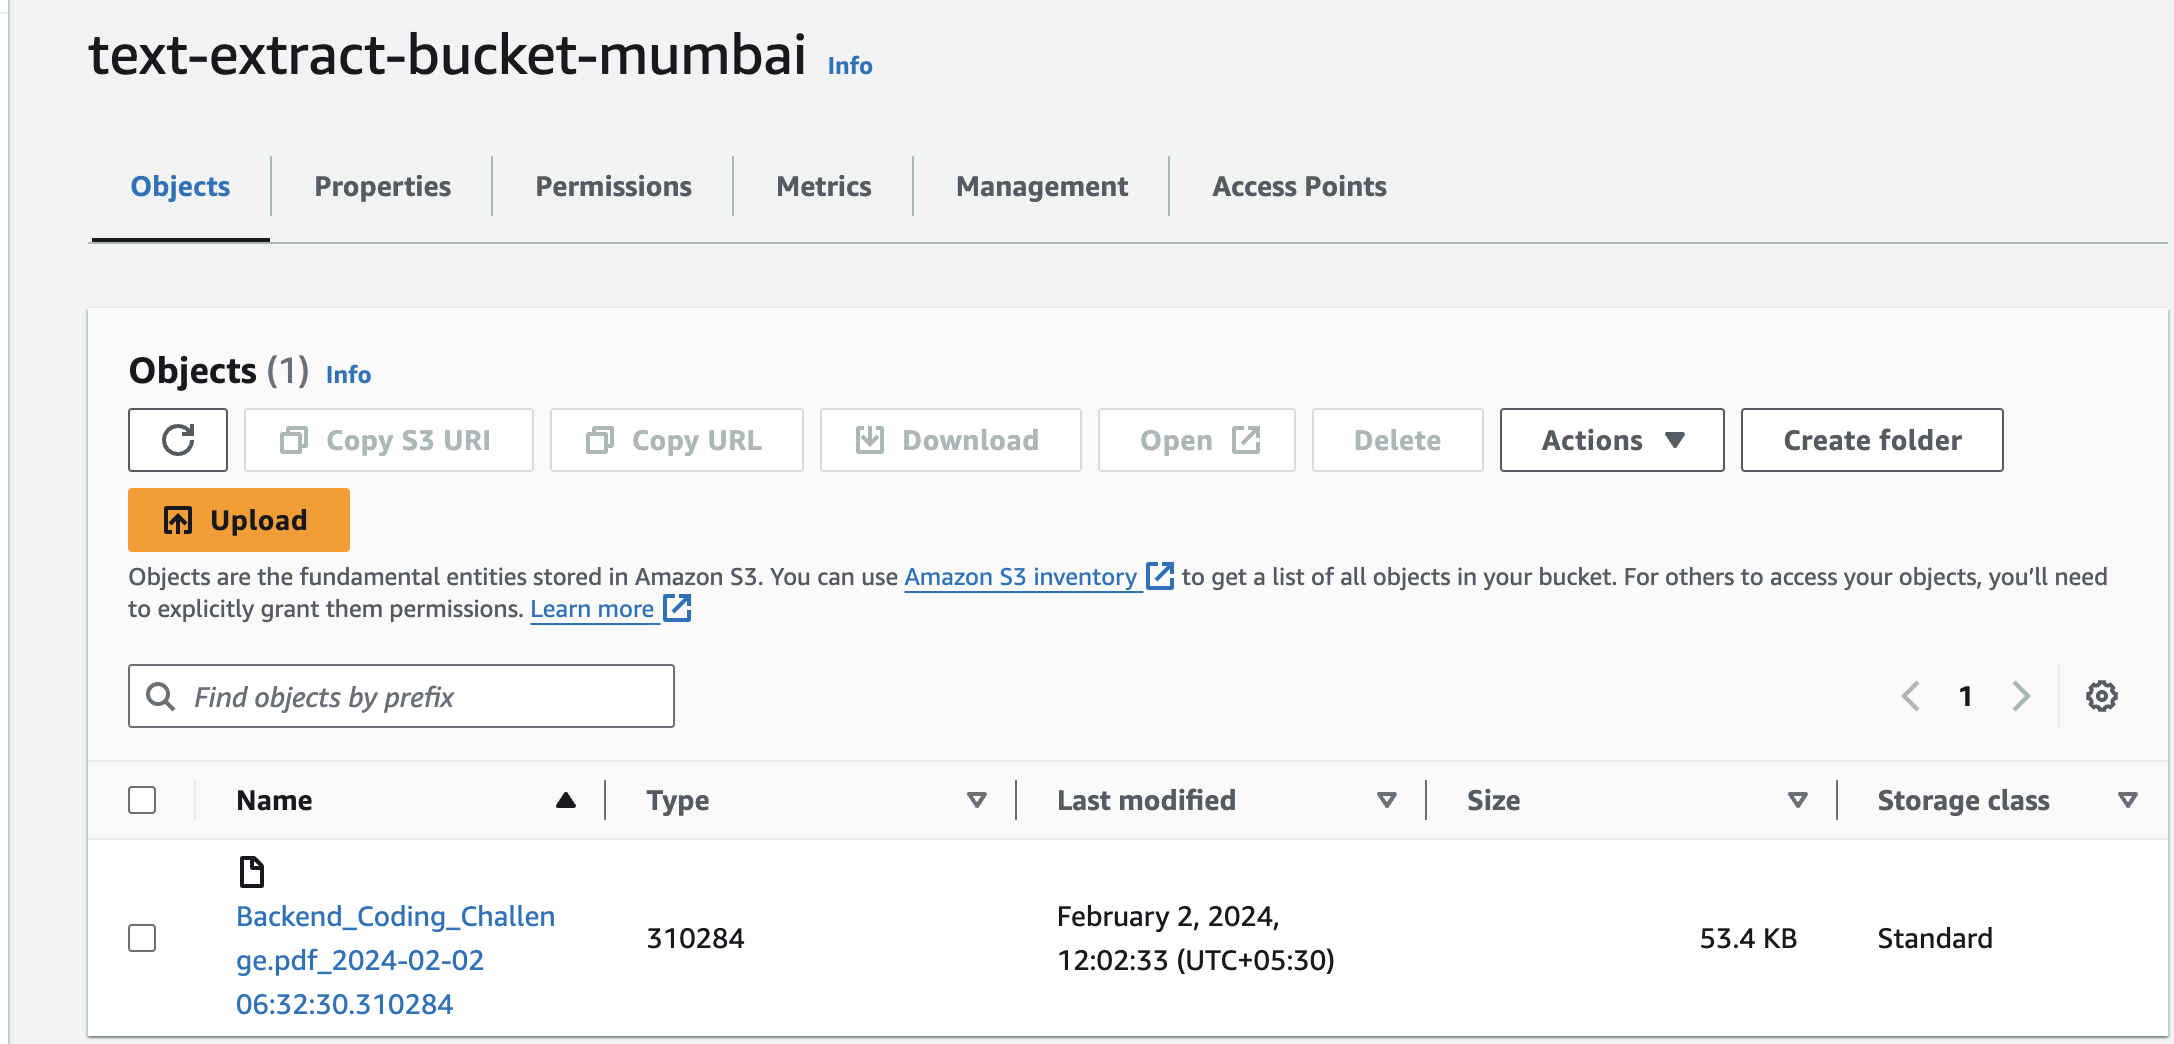 text-extract-bucket-mumbai Info
Objects Properties Permissions Metrics Management Access Points
Objects (1) Info
Copy S3 URI Copy URL Download Open Delete Actions Create folder
Upload
Objects are the fundamental entities stored in Amazon S3. You can use Amazon S3 inventory to get a list of all objects in your bucket. For others to access your objects, you’ll need
to explicitly grant them permissions. Learn more
Find objects by prefix
1
Name Type Last modified Size Storage class
Backend_Coding_Challen
ge.pdf_2024-02-02
06:32:30.310284
310284
February 2, 2024,
12:02:33 (UTC+05:30)
53.4 KB
Standard